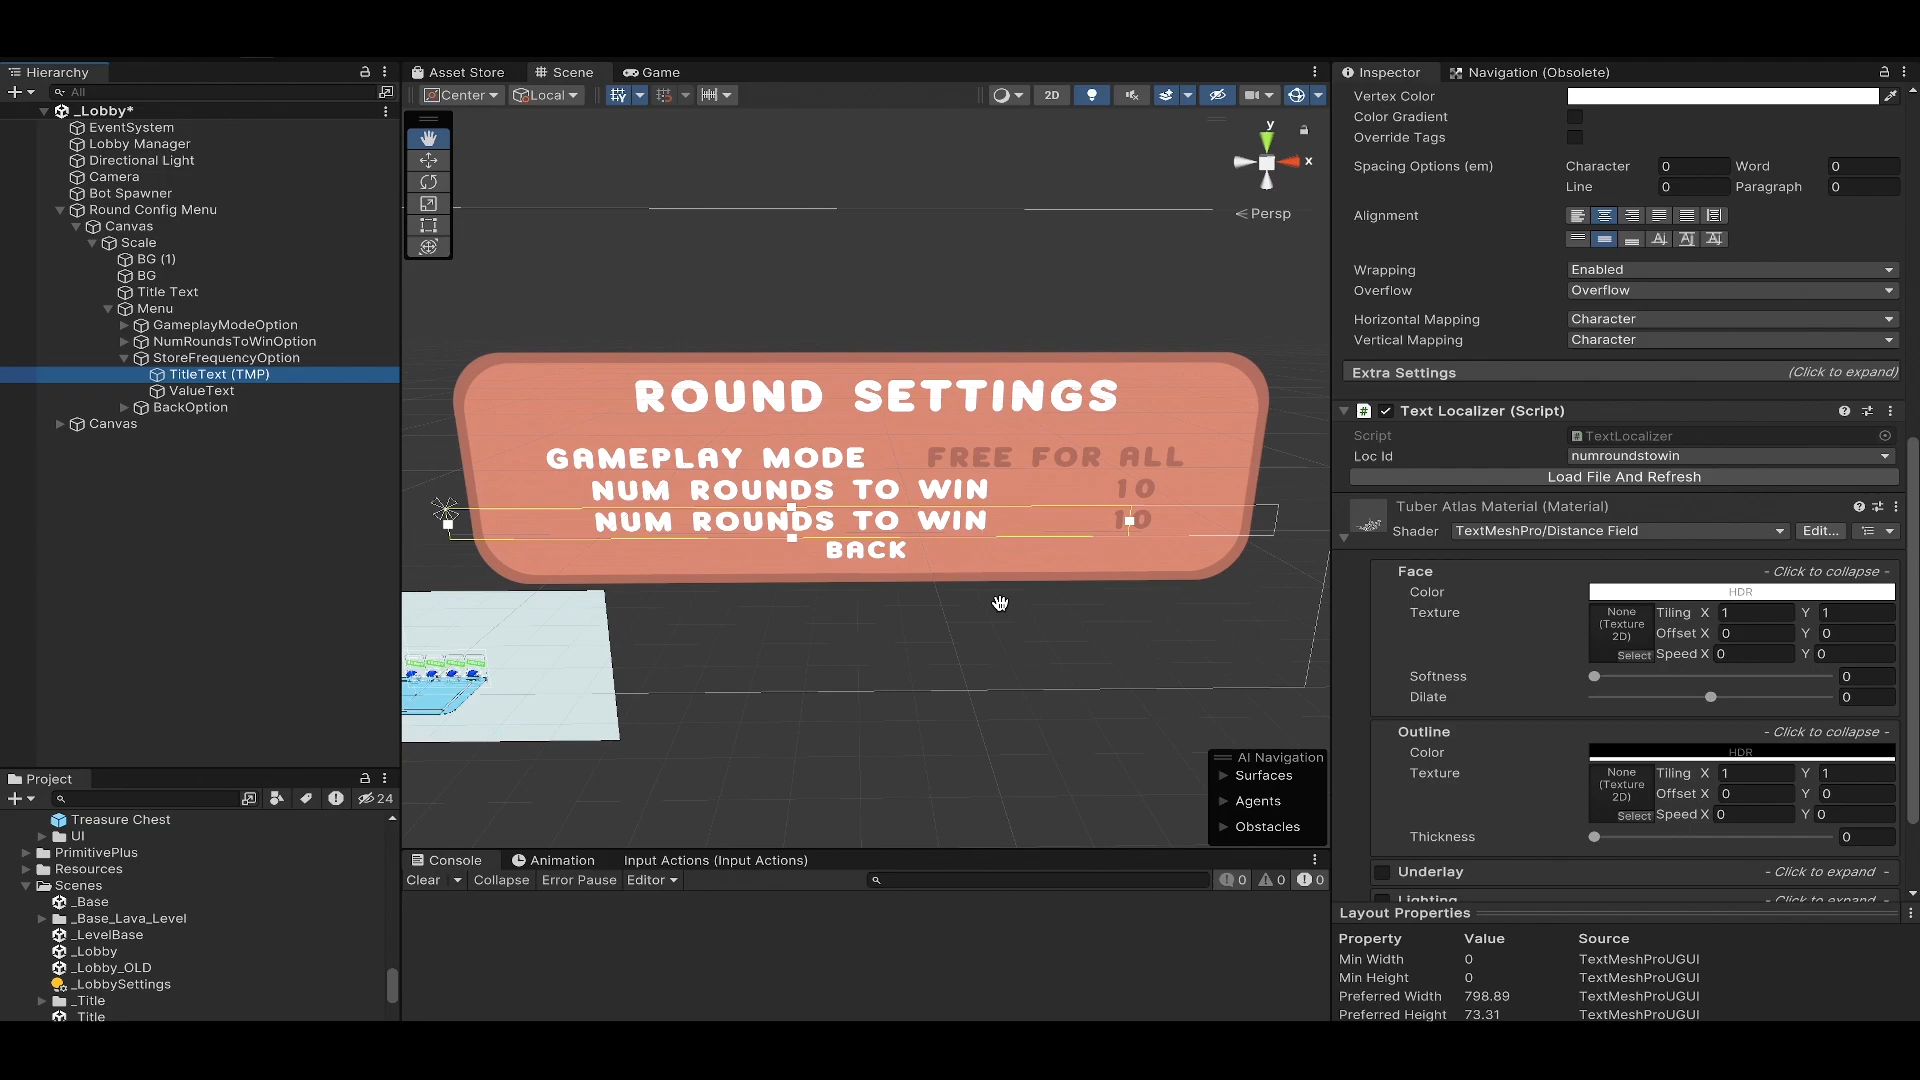 Hierarchy
All
_Lobby*
EventSystem
Lobby Manager
Directional Light
Camera
Bot Spawner
Round Config Menu
Canvas
Scale
BG (1)
BG
Title Text
Menu
GameplayModeOption
NumRoundsToWinOption
StoreFrequencyOption
TitleText (TMP)
ValueText
BackOption
Canvas
Project
24
Treasure Chest
UI
PrimitivePlus
Resources
Scenes
_Base
_Base_Lava_Level
_LevelBase
_Lobby
_Lobby_OLD
_LobbySettings
_Title
_Title
Asset Store
Scene
Game
Center
Local
2D
y
x
Persp
ROUND SETTINGS
GAMEPLAY MODE FREE FOR ALL
NUM ROUNDS TO WIN 10
NUM ROUNDS TO WIN 10
BACK
AI Navigation
Surfaces
Agents
Obstacles
Console
Animation
Input Actions (Input Actions)
Clear
Collapse
Error Pause
Editor
0
0
0
Inspector
Navigation (Obsolete)
Vertex Color
Color Gradient
Override Tags
Spacing Options (em) Character 0 Word 0
Line 0 Paragraph 0
Alignment
Wrapping Enabled
Overflow Overflow
Horizontal Mapping Character
Vertical Mapping Character
Extra Settings (Click to expand)
Text Localizer (Script)
Script TextLocalizer
Loc Id numroundstowin
Load File And Refresh
Tuber Atlas Material (Material)
Shader TextMeshPro/Distance Field Edit...
Face - Click to collapse -
Color HDR
Texture None (Texture 2D) Select
Tiling X 1 Y 1
Offset X 0 Y 0
Speed X 0 Y 0
Softness 0
Dilate 0
Outline - Click to collapse -
Color HDR
Texture None (Texture 2D) Select
Tiling X 1 Y 1
Offset X 0 Y 0
Speed X 0 Y 0
Thickness 0
Underlay - Click to expand -
Lighting - Click to expand -
Layout Properties
Property Value Source
Min Width 0 TextMeshProUGUI
Min Height 0 TextMeshProUGUI
Preferred Width 798.89 TextMeshProUGUI
Preferred Height 73.31 TextMeshProUGUI